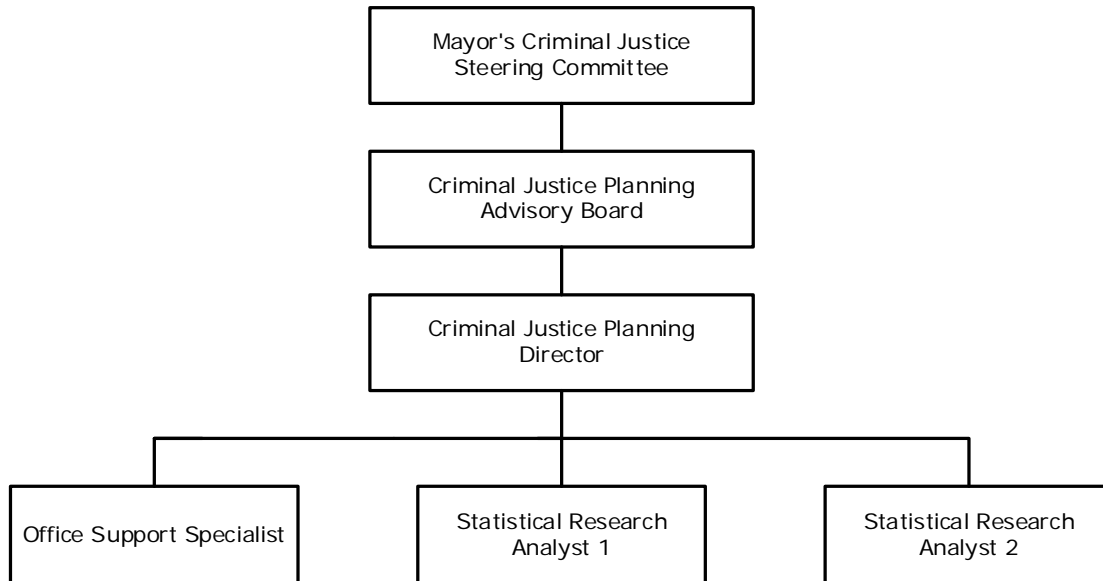 Mayor's Criminal Justice
Steering Committee
Criminal Justice Planning
Advisory Board
Criminal Justice Planning
Director
Office Support Specialist
Statistical Research
Analyst 1
Statistical Research
Analyst 2